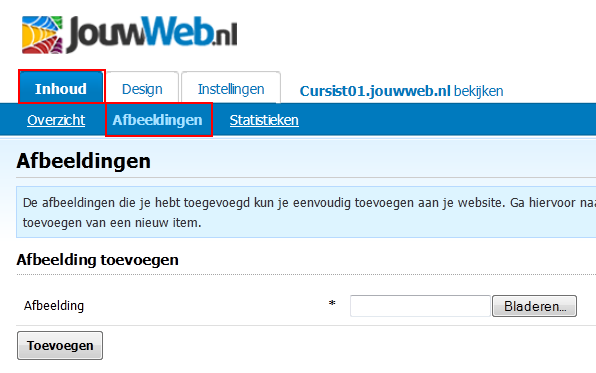 JouwWeb.nl
Inhoud Design Instellingen Cursist01.jouwweb.nl bekijken
Overzicht Afbeeldingen Statistieken
Afbeeldingen
De afbeeldingen die je hebt toegevoegd kun je eenvoudig toevoegen aan je website. Ga hiervoor naa
toevoegen van een nieuw item.
Afbeelding toevoegen
Afbeelding * Bladeren...
Toevoegen